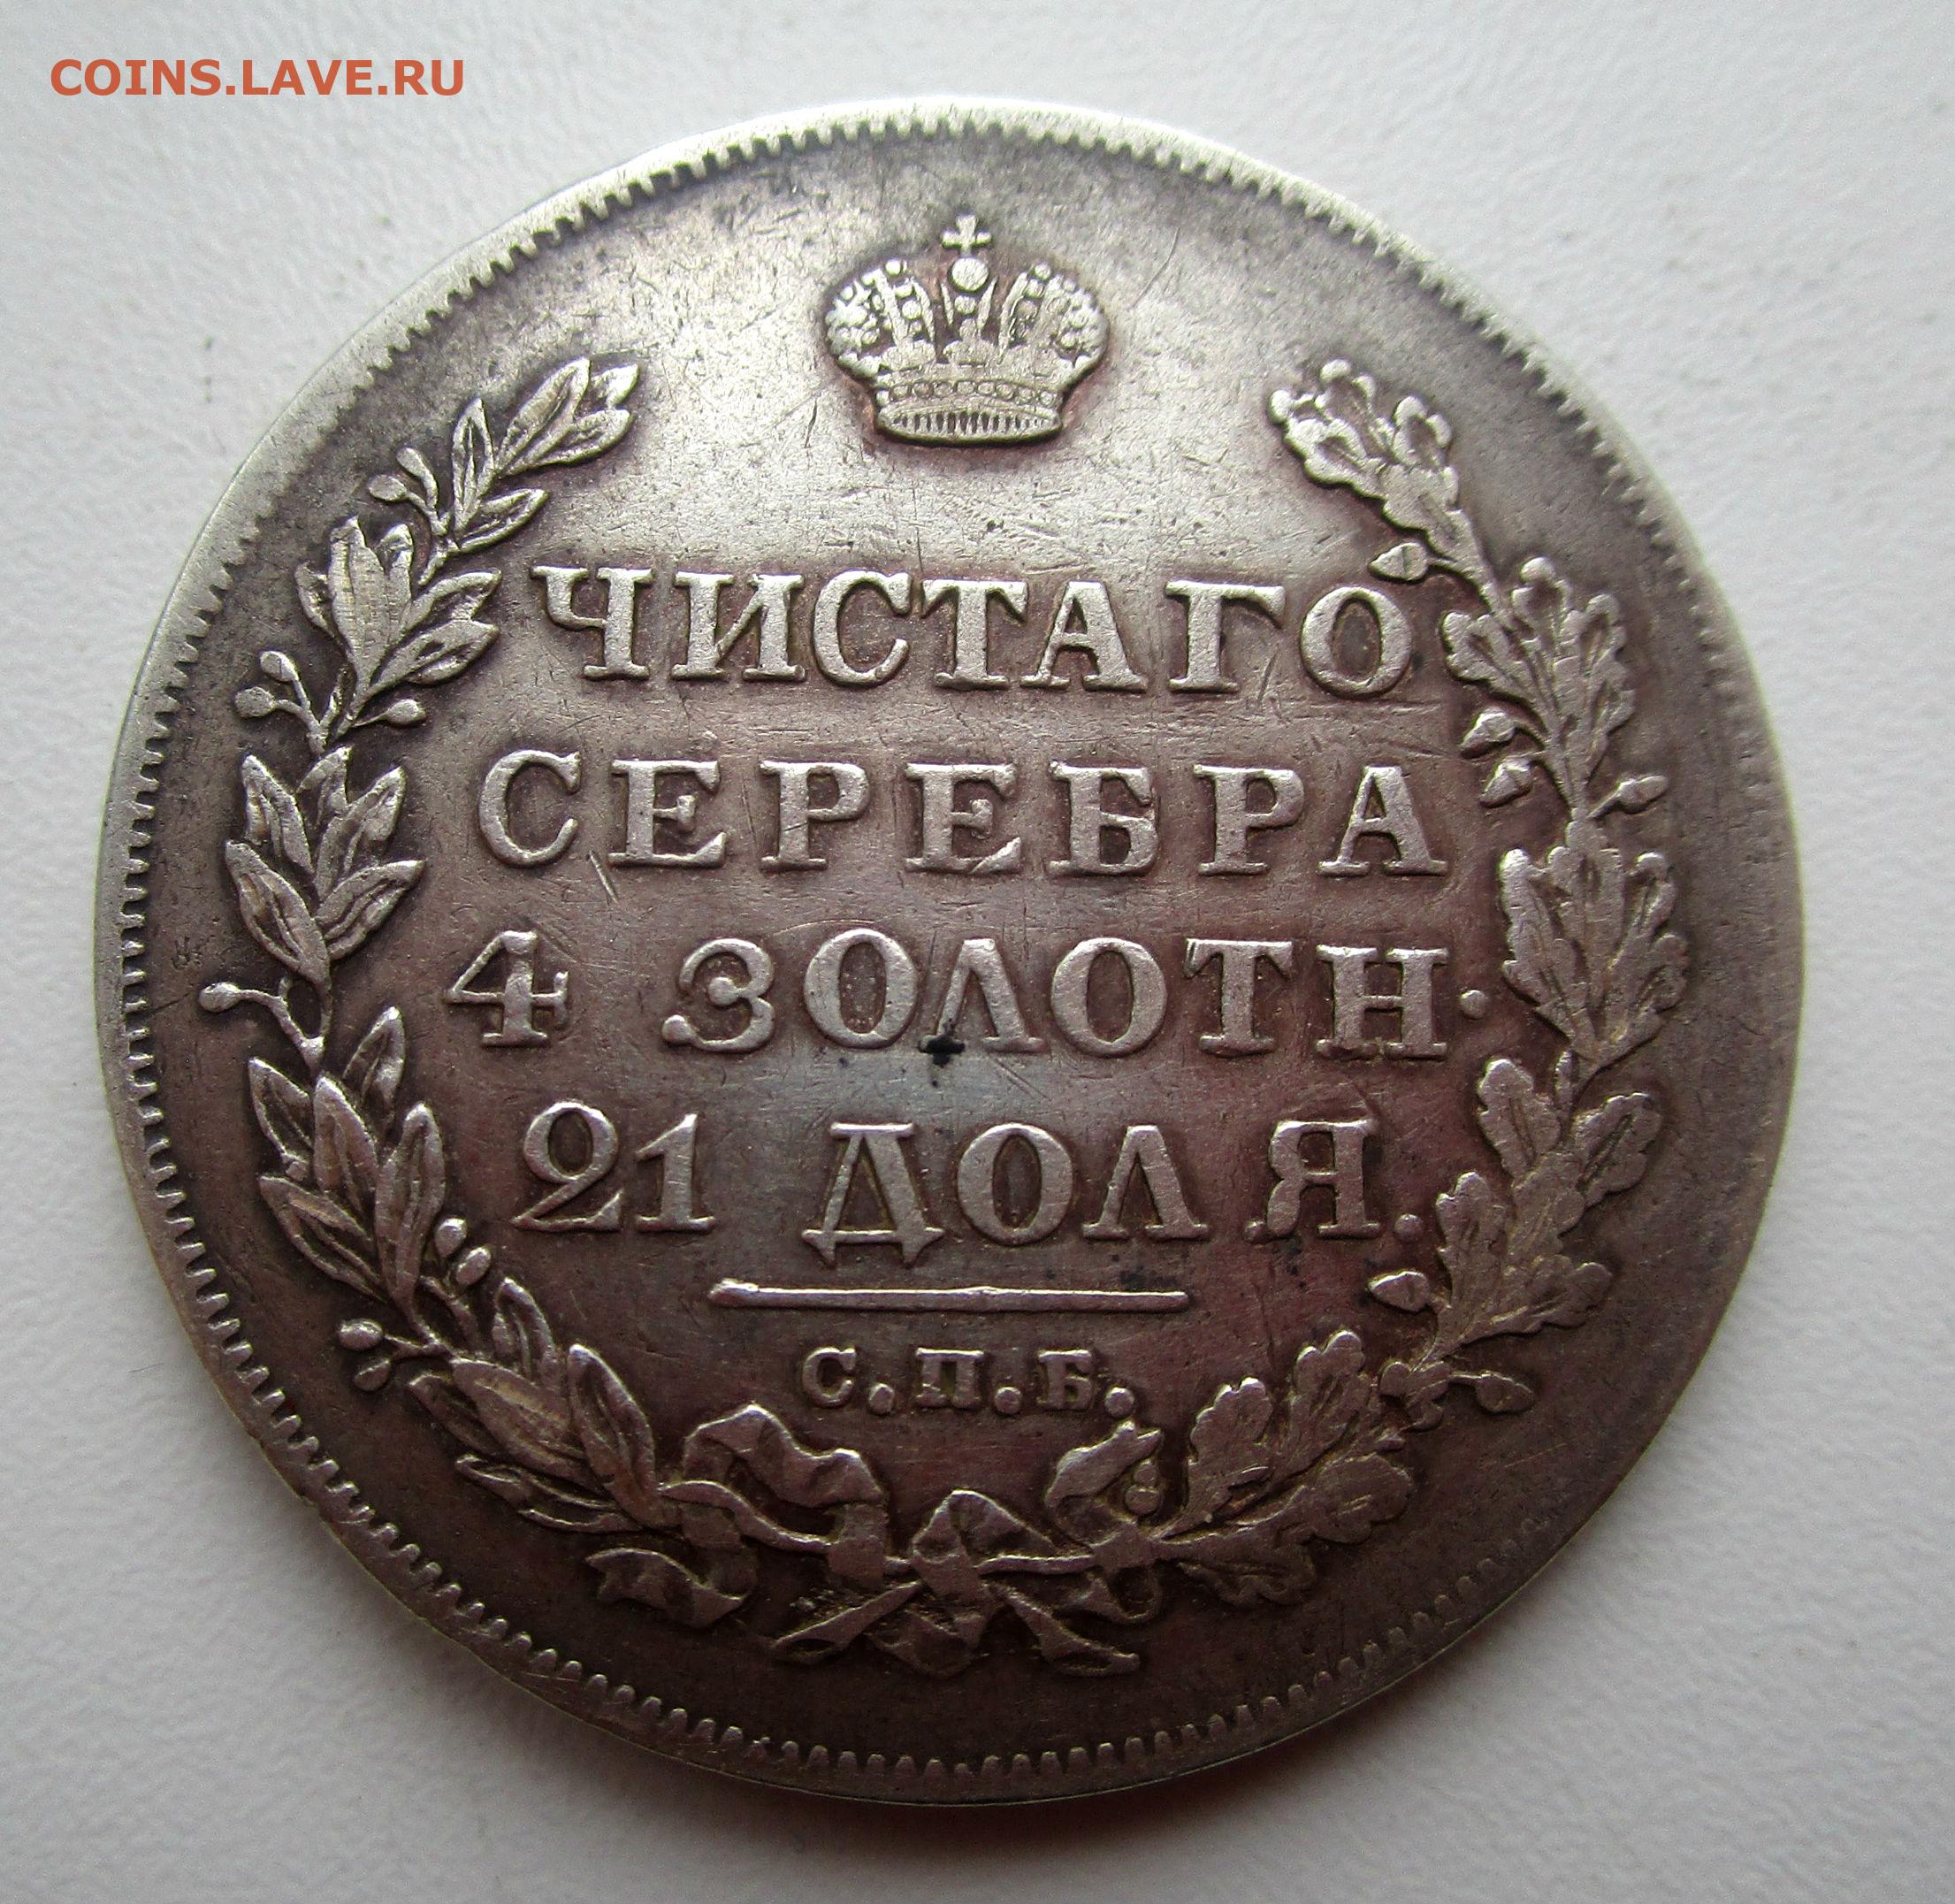 COINS.LAVE.RU
ЧИСТАГО
СЕРЕБРА
4 ЗОЛОТН.
21 ДОЛЯ.
С.П.Б.